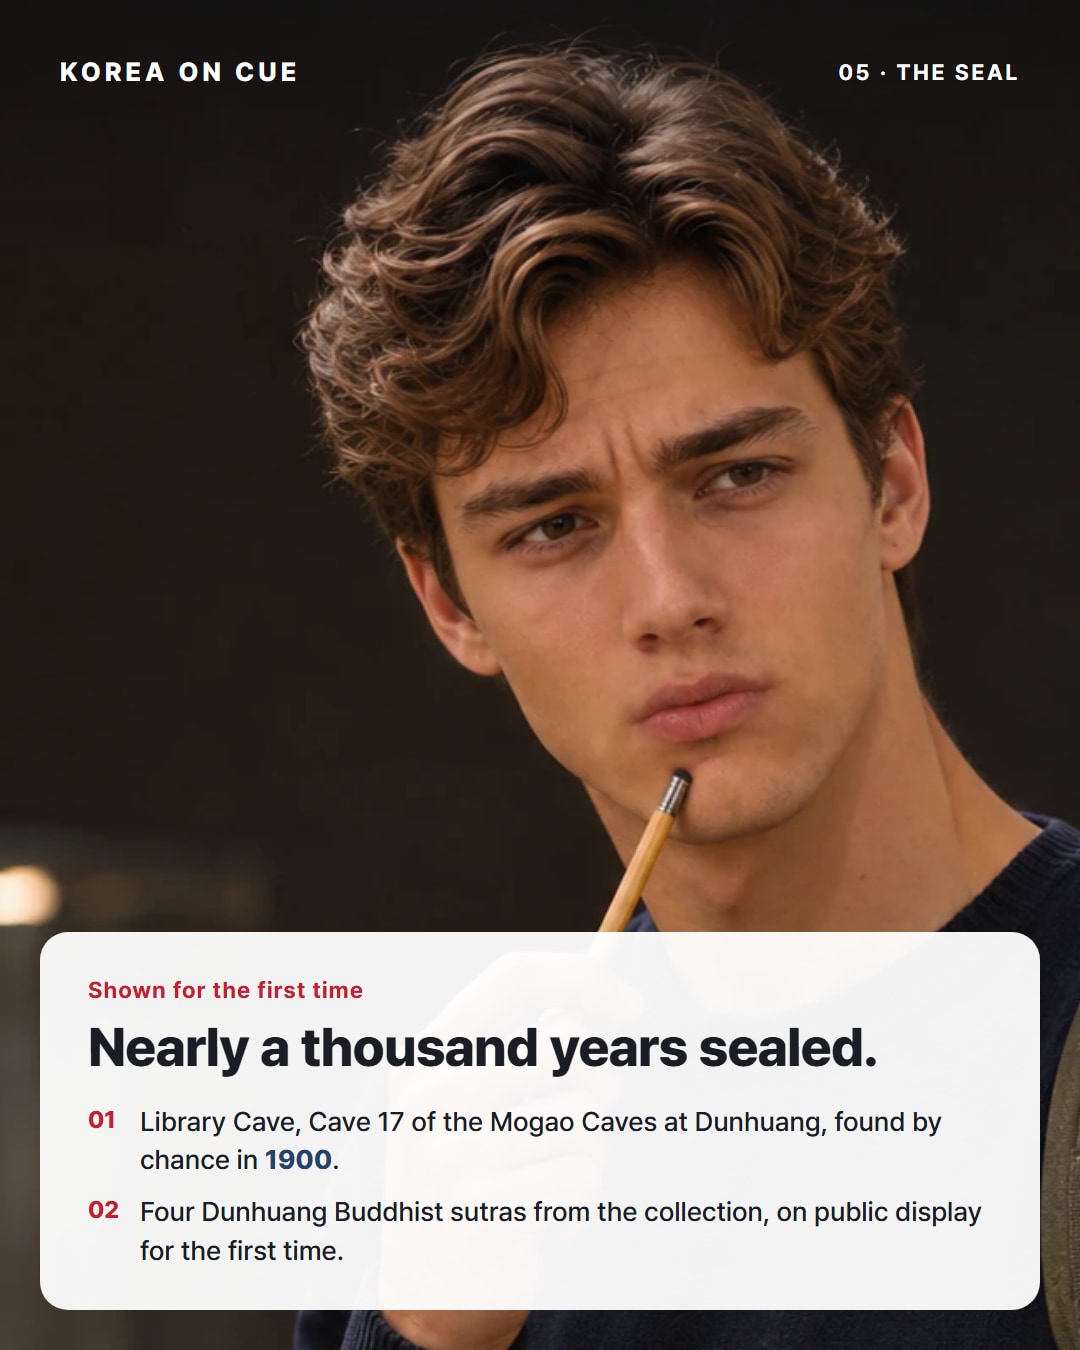 KOREA ON CUE
05 · THE SEAL
Shown for the first time
Nearly a thousand years sealed.
01 Library Cave, Cave 17 of the Mogao Caves at Dunhuang, found by
chance in 1900.
02 Four Dunhuang Buddhist sutras from the collection, on public display
for the first time.